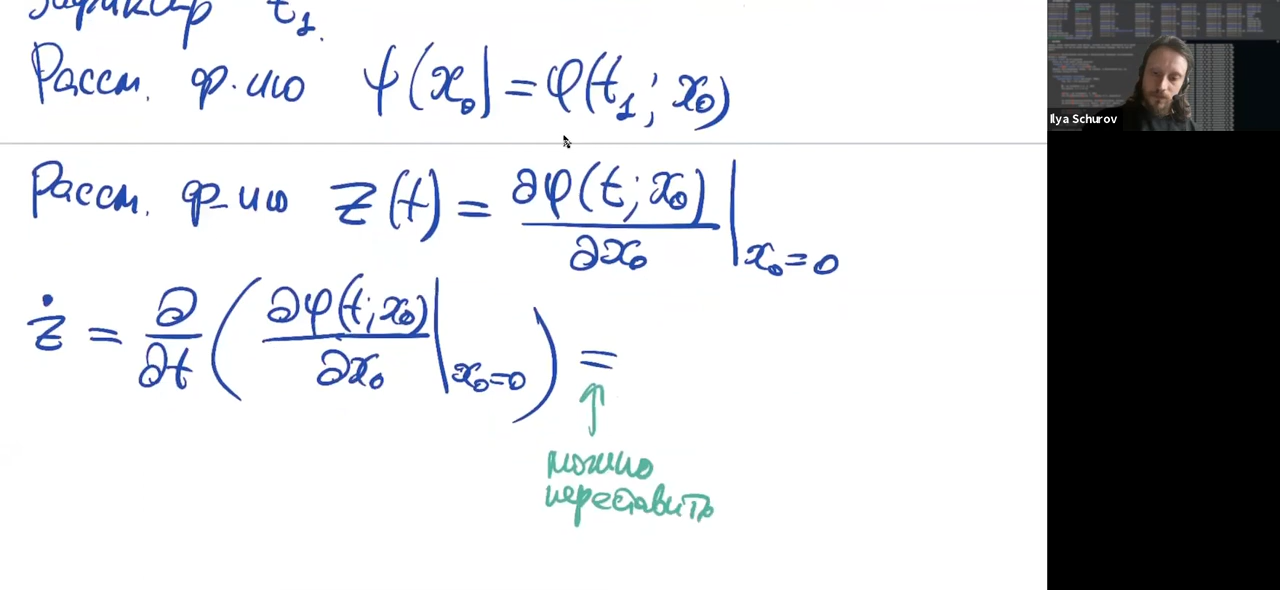 Рассм. ф-ию ψ(x₀) = φ(t₁; x₀)
Рассм. ф-ию z(t) = ∂φ(t; x₀)/∂x₀ |x₀=0
ż = ∂/∂t (∂φ(t; x₀)/∂x₀ |x₀=0) =
можно
переставить
Ilya Schurov